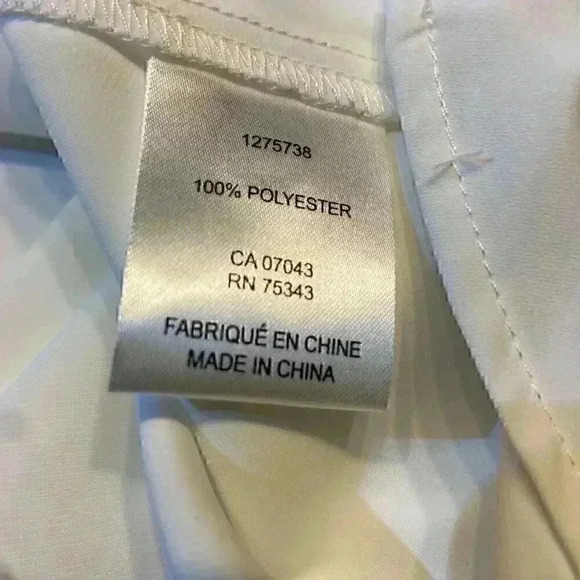 1275738
100% POLYESTER
CA 07043
RN 75343
FABRIQUÉ EN CHINE
MADE IN CHINA